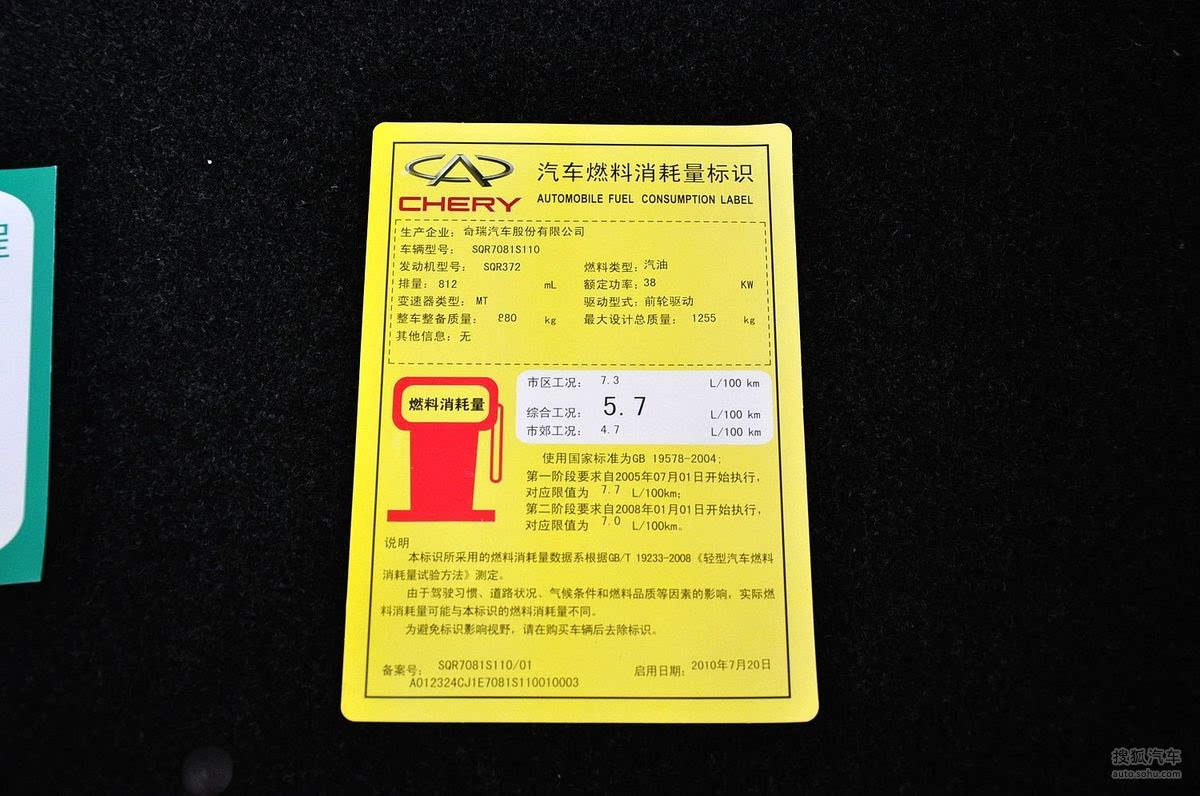 程
CHERY
汽车燃料消耗量标识
AUTOMOBILE FUEL CONSUMPTION LABEL
生产企业：奇瑞汽车股份有限公司
车辆型号：SQR7081S110
发动机型号：SQR372 燃料类型：汽油
排量：812 mL 额定功率：38 KW
变速器类型：MT 驱动型式：前轮驱动
整车整备质量：880 kg 最大设计总质量：1255 kg
其他信息：无
燃料消耗量
市区工况：7.3 L/100 km
综合工况：5.7 L/100 km
市郊工况：4.7 L/100 km
使用国家标准为GB 19578-2004;
第一阶段要求自2005年07月01日开始执行，
对应限值为 7.7 L/100km;
第二阶段要求自2008年01月01日开始执行，
对应限值为 7.0 L/100km。
说明
本标识所采用的燃料消耗量数据系根据GB/T 19233-2008《轻型汽车燃料
消耗量试验方法》测定。
由于驾驶习惯、道路状况、气候条件和燃料品质等因素的影响，实际燃
料消耗量可能与本标识的燃料消耗量不同。
为避免标识影响视野，请在购买车辆后去除标识。
备案号：SQR7081S110/01 启用日期：2010年7月20日
A012324CJ1E7081S110010003
搜狐汽车
auto.sohu.com